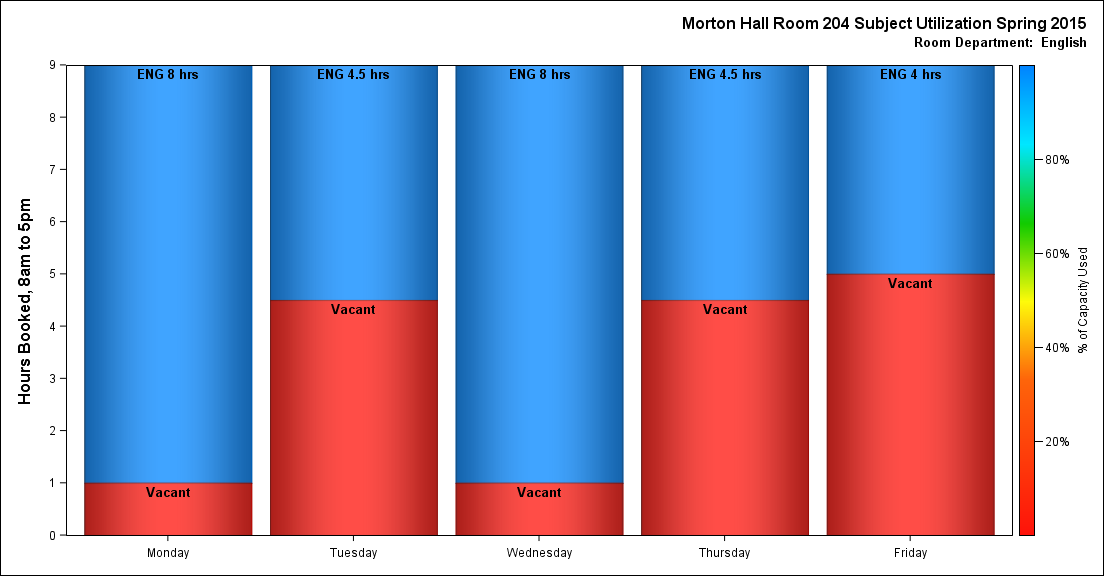 Morton Hall Room 204 Subject Utilization Spring 2015
Room Department:  English
Hours Booked, 8am to 5pm
9
8
7
6
5
4
3
2
1
0
ENG 8 hrs
Vacant
ENG 4.5 hrs
Vacant
ENG 8 hrs
Vacant
ENG 4.5 hrs
Vacant
ENG 4 hrs
Vacant
Monday
Tuesday
Wednesday
Thursday
Friday
80%
60%
40%
20%
% of Capacity Used